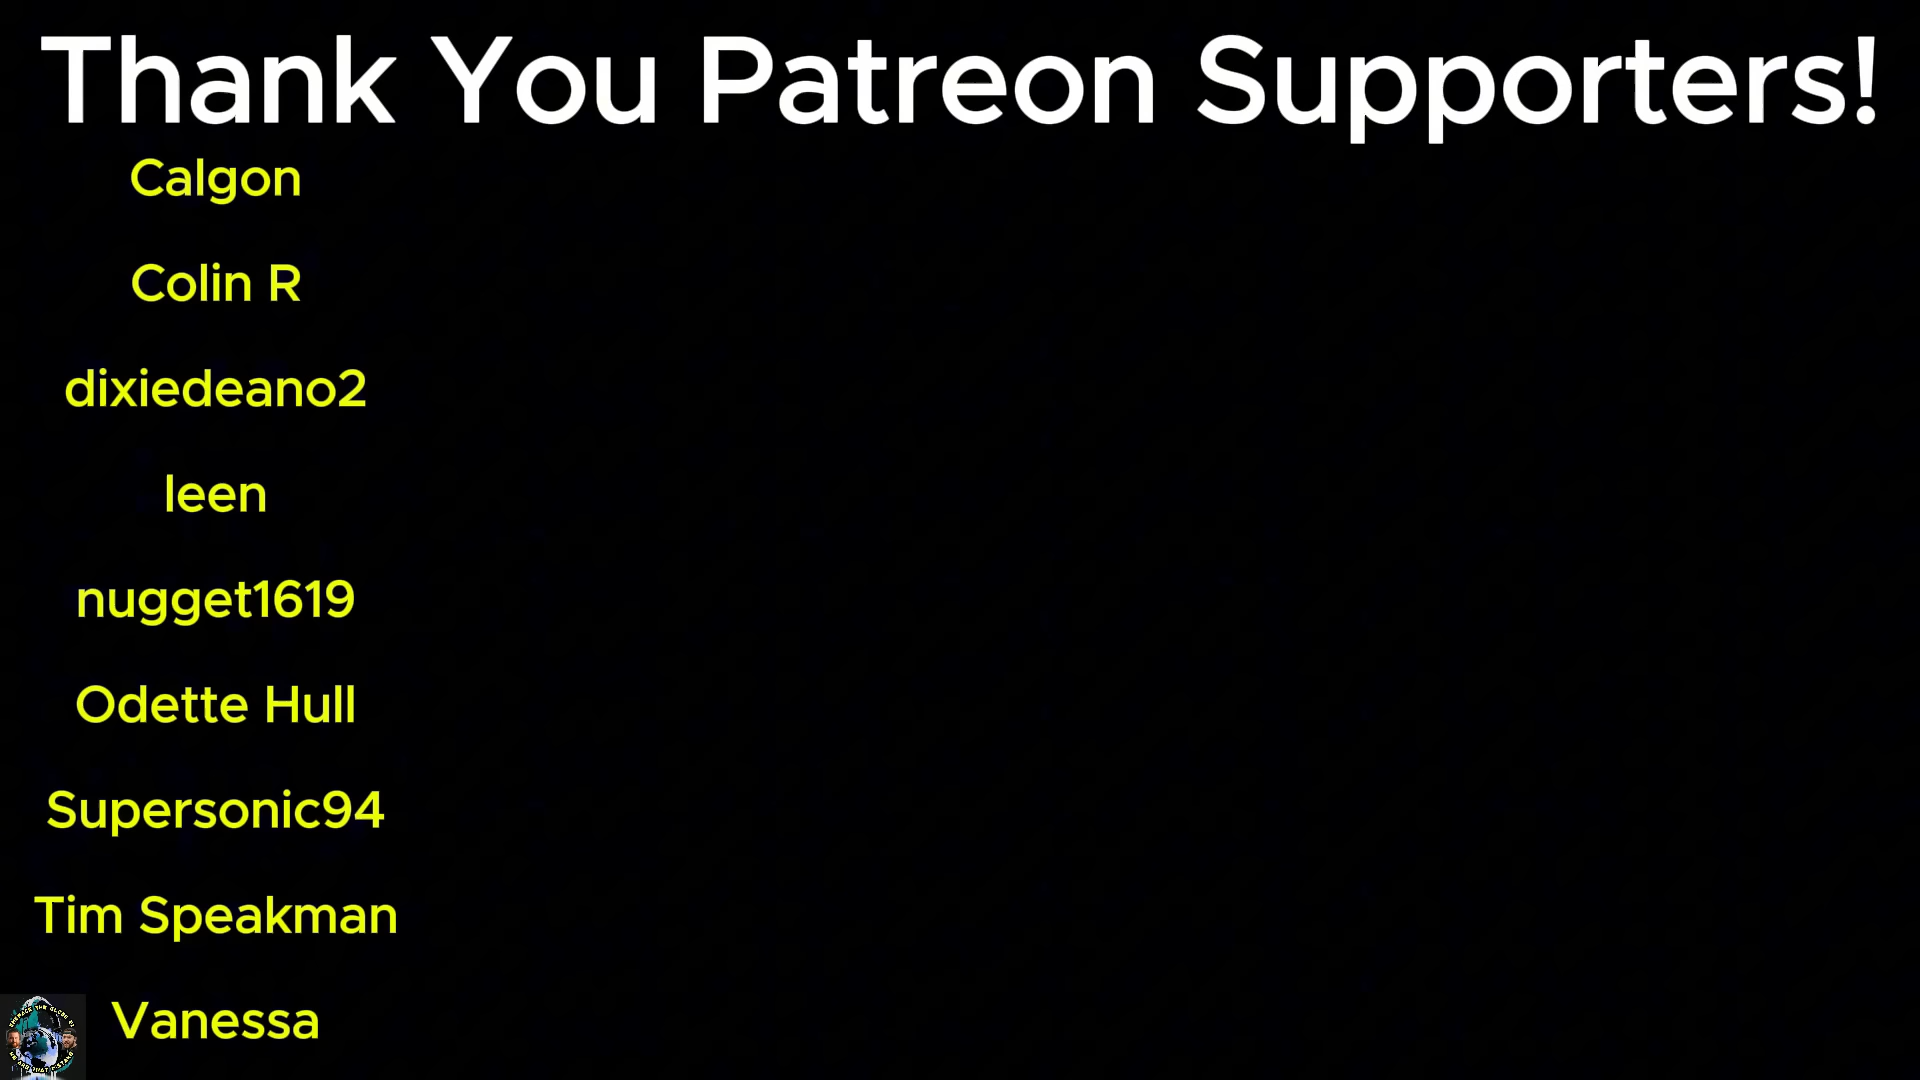 Thank You Patreon Supporters!
Calgon
Colin R
dixiedeano2
leen
nugget1619
Odette Hull
Supersonic94
Tim Speakman
Vanessa